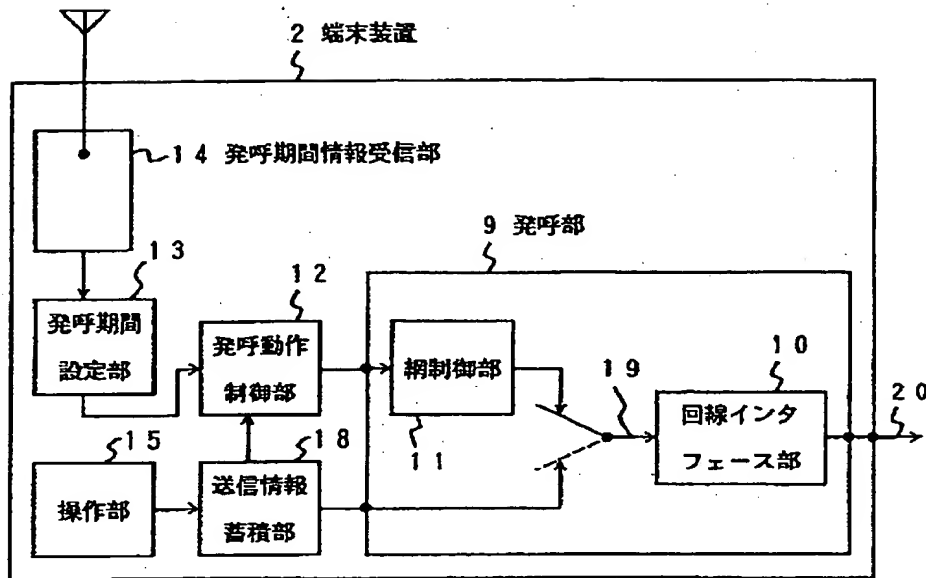 2 端末装置
14 発呼期間情報受信部
9 発呼部
13
発呼期間
設定部
12
発呼動作
制御部
網制御部
11
19
10
回線インタ
フェース部
20
15
操作部
18
送信情報
蓄積部